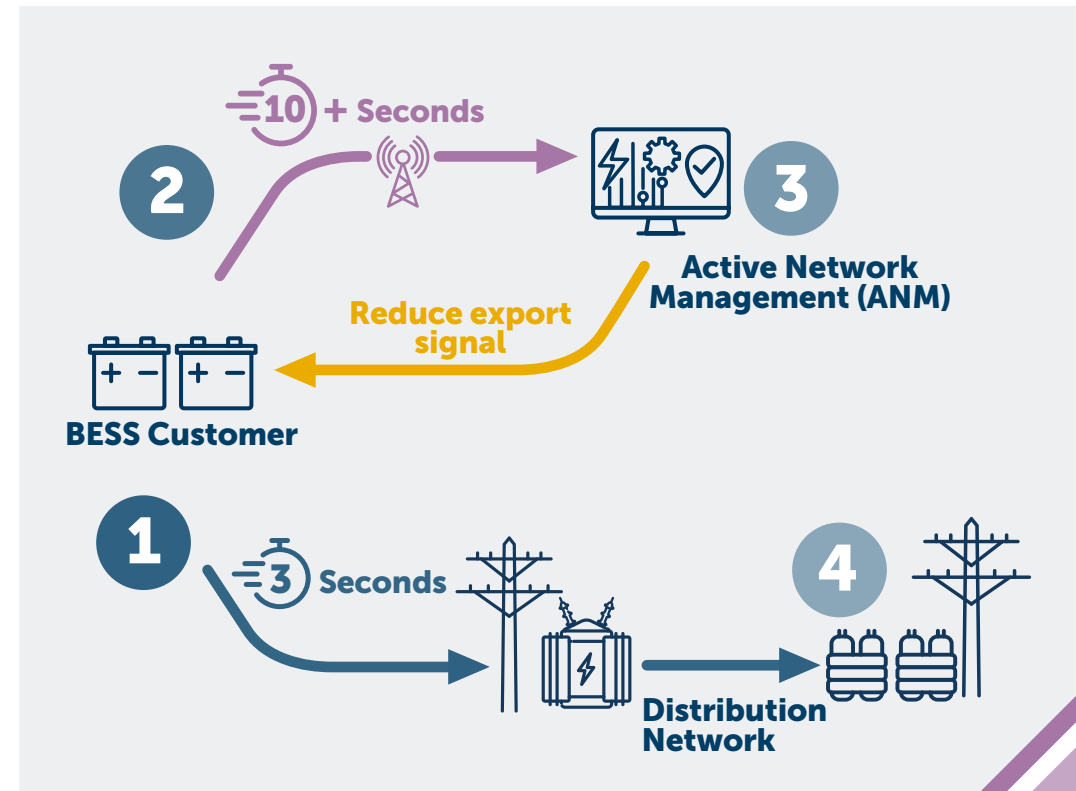 10 + Seconds
2
3
Active Network
Management (ANM)
Reduce export
signal
+ − + −
BESS Customer
1
3 Seconds
4
Distribution
Network